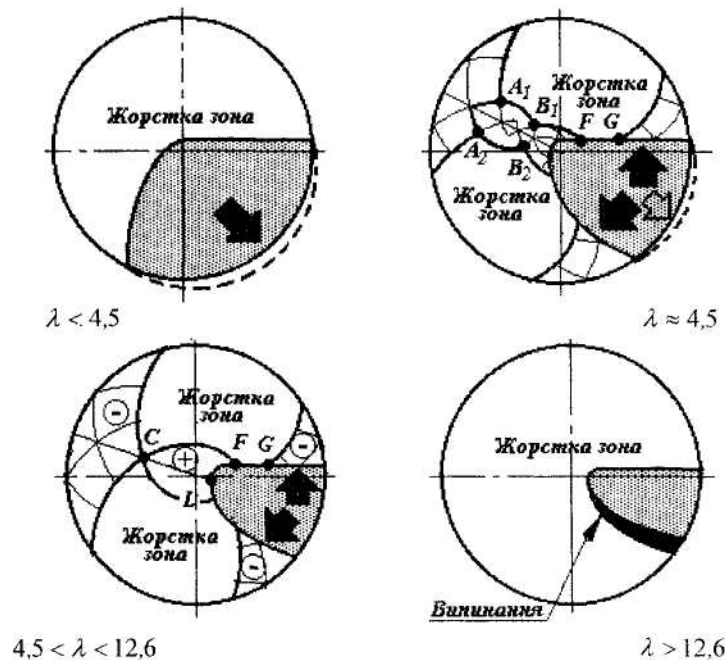 Жорстка зона
λ < 4,5
A1
B1
Жорстка
зона
F
G
A2
B2
Жорстка
зона
λ ≈ 4,5
Жорстка
зона
-
C
+
F
G
-
L
Жорстка
зона
-
4,5 < λ < 12,6
Жорстка зона
Випинання
λ > 12,6